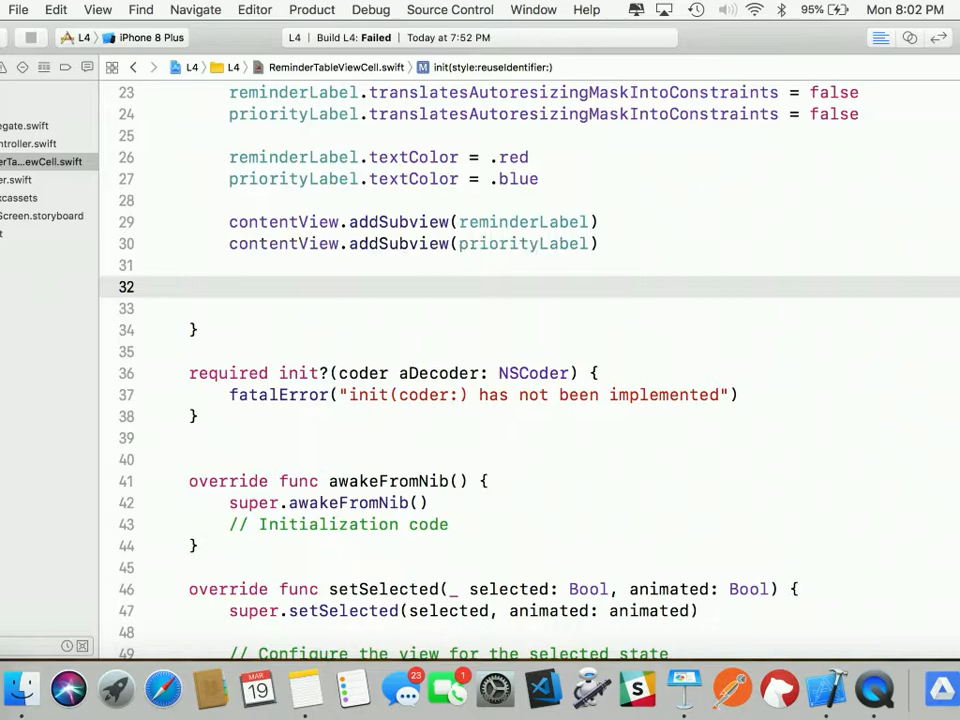 File Edit View Find Navigate Editor Product Debug Source Control Window Help 95% Mon 8:02 PM
L4 iPhone 8 Plus L4 | Build L4: Failed | Today at 7:52 PM
L4 L4 ReminderTableViewCell.swift M init(style:reuseIdentifier:)
egate.swift
ntroller.swift
erTa...ewCell.swift
er.swift
xcassets
Screen.storyboard
t
23 reminderLabel.translatesAutoresizingMaskIntoConstraints = false
24 priorityLabel.translatesAutoresizingMaskIntoConstraints = false
25
26 reminderLabel.textColor = .red
27 priorityLabel.textColor = .blue
28
29 contentView.addSubview(reminderLabel)
30 contentView.addSubview(priorityLabel)
31
32
33
34 }
35
36 required init?(coder aDecoder: NSCoder) {
37 fatalError("init(coder:) has not been implemented")
38 }
39
40
41 override func awakeFromNib() {
42 super.awakeFromNib()
43 // Initialization code
44 }
45
46 override func setSelected(_ selected: Bool, animated: Bool) {
47 super.setSelected(selected, animated: animated)
48
49 // Configure the view for the selected state
MAR
19
23
1
S